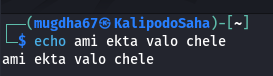 ┌──(mugdha67㉿KalipodoSaha)-[~]
└─$ echo ami ekta valo chele
ami ekta valo chele